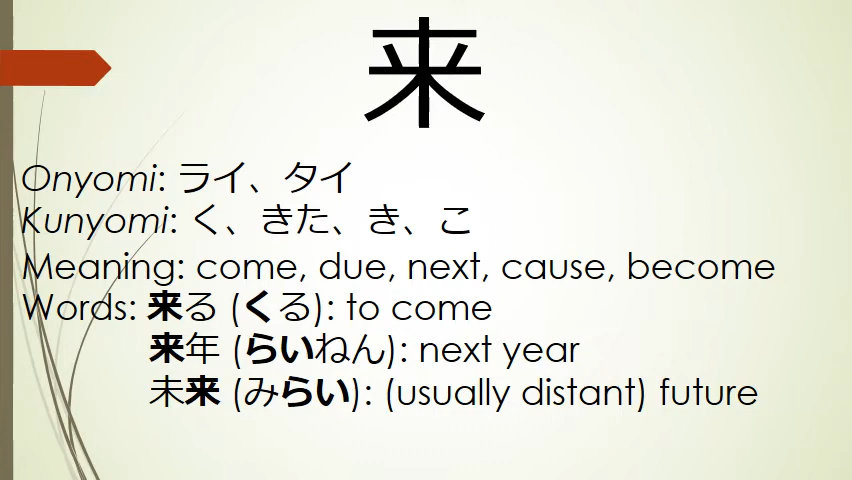 来
Onyomi: ライ、タイ
Kunyomi: く、きた、き、こ
Meaning: come, due, next, cause, become
Words: 来る (くる): to come
来年 (らいねん): next year
未来 (みらい): (usually distant) future